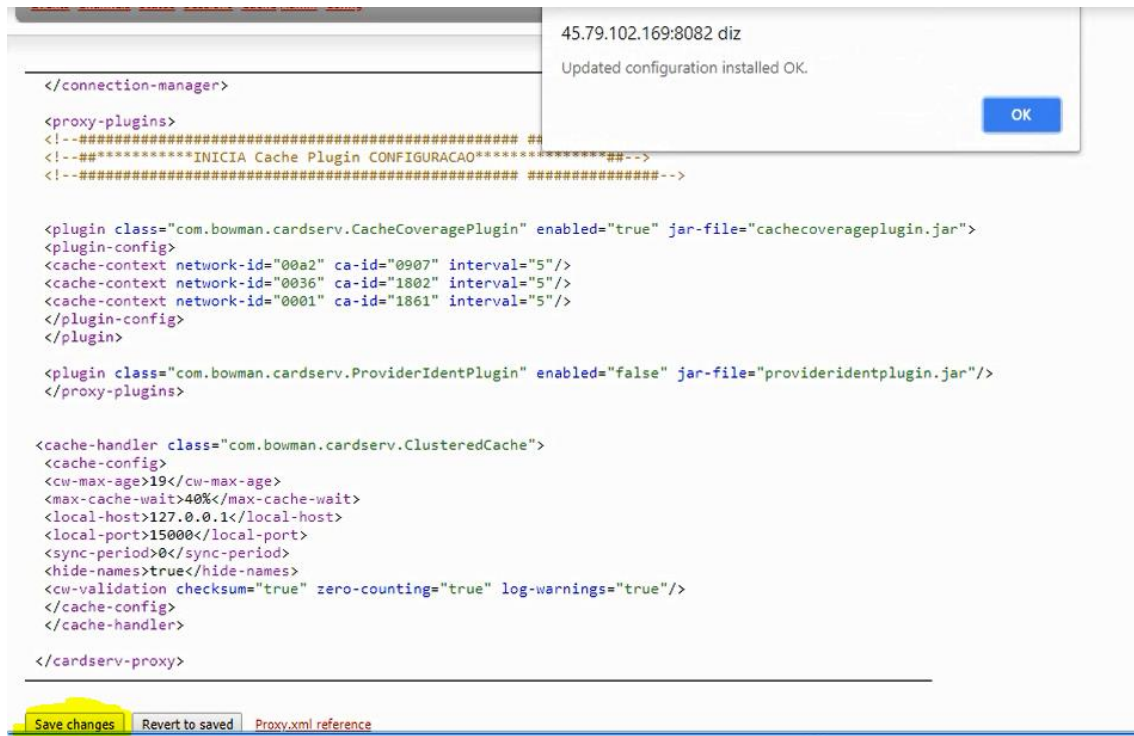 45.79.102.169:8082 diz
Updated configuration installed OK.
OK
</connection-manager>
<proxy-plugins>
<!--################################################## ##
<!--##***********INICIA Cache Plugin CONFIGURACAO***************##-->
<!--################################################## ###############-->
<plugin class="com.bowman.cardserv.CacheCoveragePlugin" enabled="true" jar-file="cachecoverageplugin.jar">
<plugin-config>
<cache-context network-id="00a2" ca-id="0907" interval="5"/>
<cache-context network-id="0036" ca-id="1802" interval="5"/>
<cache-context network-id="0001" ca-id="1861" interval="5"/>
</plugin-config>
</plugin>
<plugin class="com.bowman.cardserv.ProviderIdentPlugin" enabled="false" jar-file="provideridentplugin.jar"/>
</proxy-plugins>
<cache-handler class="com.bowman.cardserv.ClusteredCache">
<cache-config>
<cw-max-age>19</cw-max-age>
<max-cache-wait>40%</max-cache-wait>
<local-host>127.0.0.1</local-host>
<local-port>15000</local-port>
<sync-period>0</sync-period>
<hide-names>true</hide-names>
<cw-validation checksum="true" zero-counting="true" log-warnings="true"/>
</cache-config>
</cache-handler>
</cardserv-proxy>
Save changes Revert to saved Proxy.xml reference